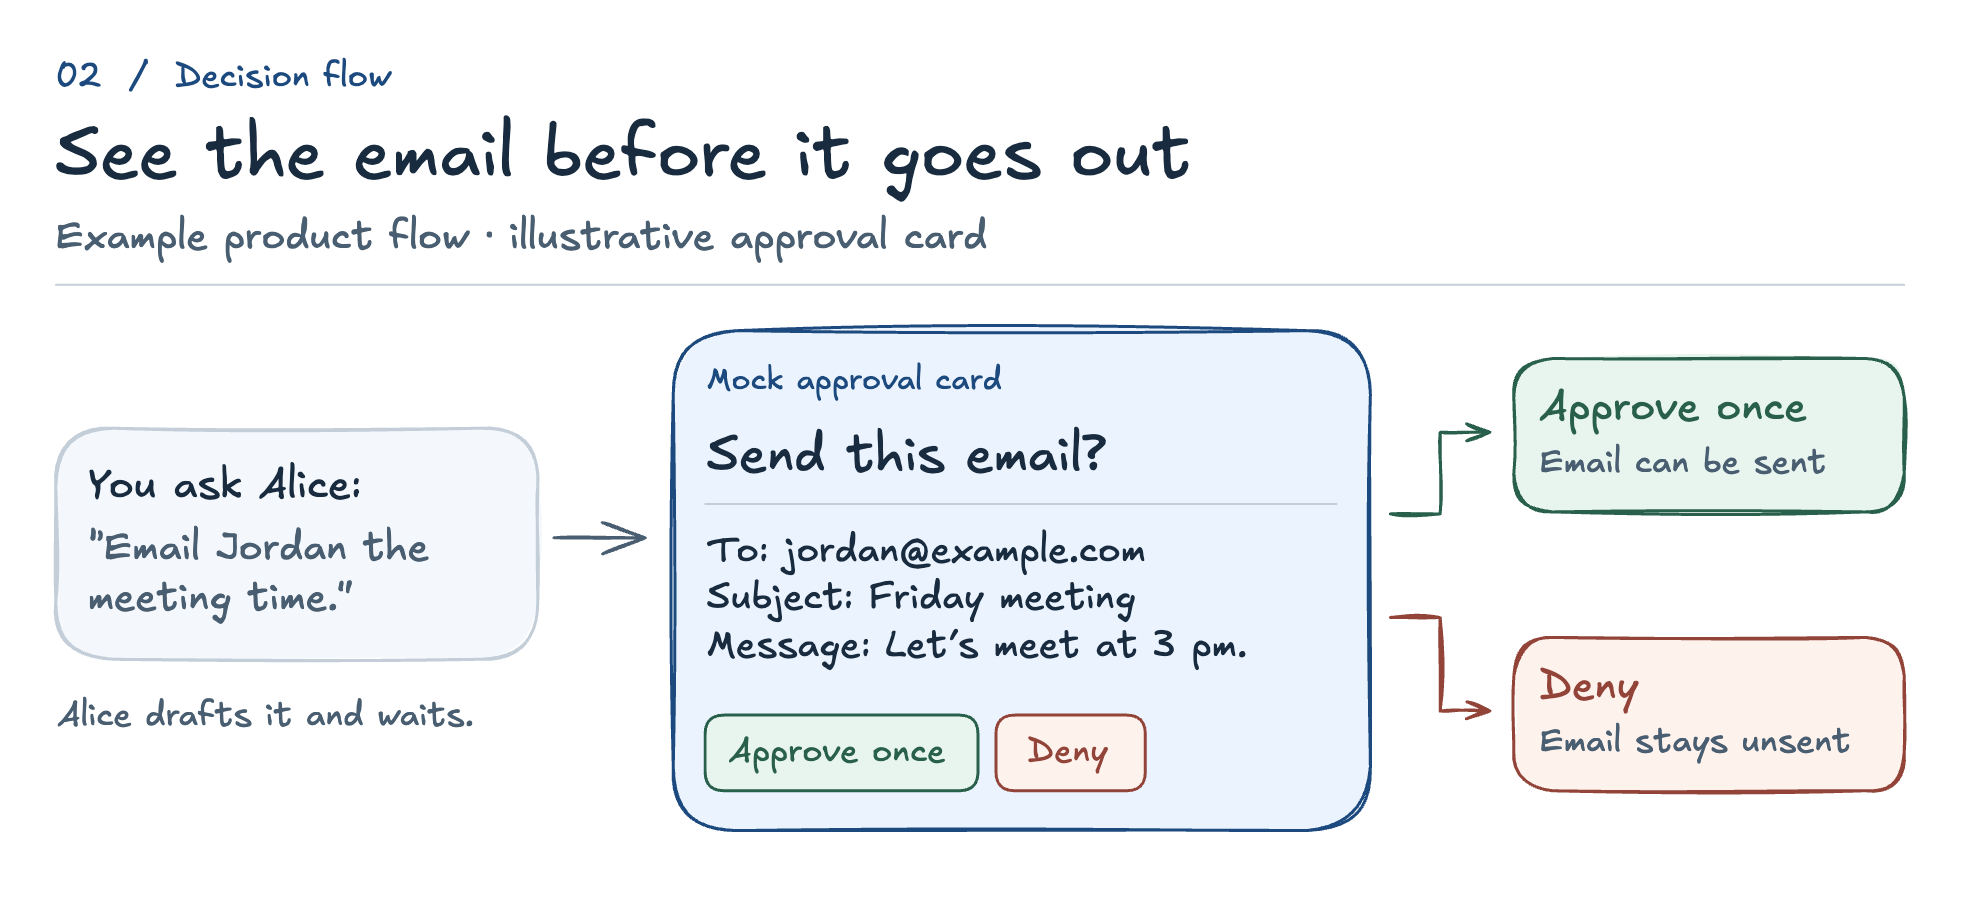 02 / Decision flow
See the email before it goes out
Example product flow · illustrative approval card
You ask Alice:
"Email Jordan the
meeting time."
Alice drafts it and waits.
Mock approval card
Send this email?
To: jordan@example.com
Subject: Friday meeting
Message: Let’s meet at 3 pm.
Approve once
Deny
Approve once
Email can be sent
Deny
Email stays unsent